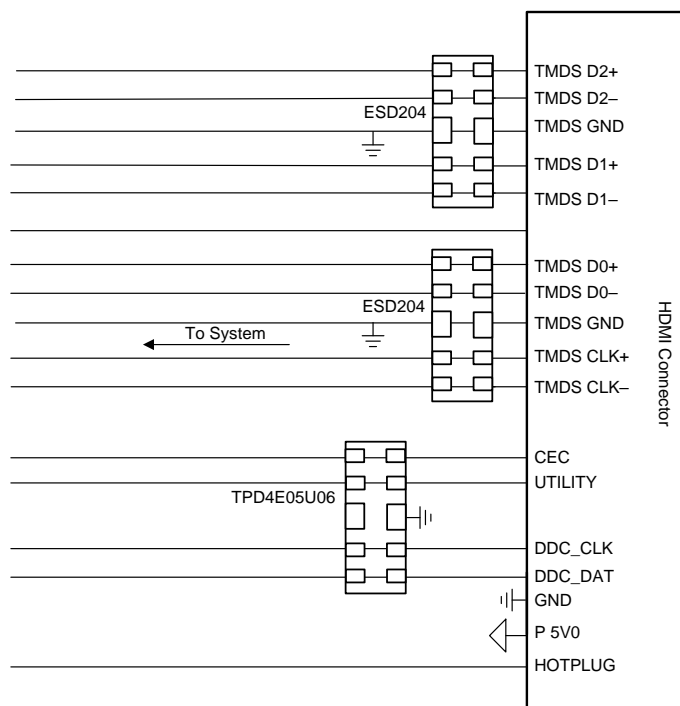 TMDS D2+
TMDS D2–
ESD204
TMDS GND
TMDS D1+
TMDS D1–
TMDS D0+
TMDS D0–
ESD204
TMDS GND
To System
TMDS CLK+
TMDS CLK–
HDMI Connector
CEC
UTILITY
TPD4E05U06
DDC_CLK
DDC_DAT
GND
P 5V0
HOTPLUG